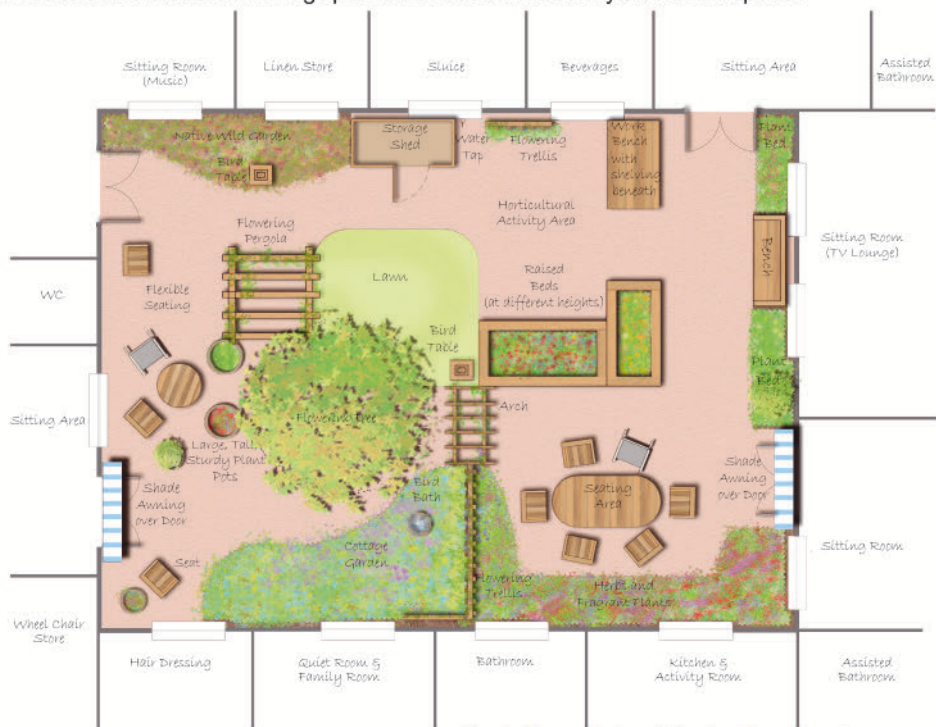 Sitting Room
(Music)
Linen Store
Sluice
Beverages
Sitting Area
Assisted
Bathroom
Native Wild Garden
Bird
Table
Storage
Shed
Water
Tap
Flowering
Trellis
Work
Bench
with
shelving
beneath
Plant
Bed
Horticultural
Activity Area
Flowering
Pergola
Bench
Sitting Room
(TV Lounge)
WC
Flexible
Seating
Lawn
Raised
Beds
(at different heights)
Bird
Table
Plant
Bed
Sitting Area
Flowering Tree
Arch
Large, Tall,
Sturdy Plant
Pots
Shade
Awning
over Door
Bird
Bath
Seating
Area
Shade
Awning
over Door
Cottage
Garden
Sitting Room
Seat
Flowering
Trellis
Herbs and
Fragrant Plants
Wheel Chair
Store
Hair Dressing
Quiet Room &
Family Room
Bathroom
Kitchen &
Activity Room
Assisted
Bathroom